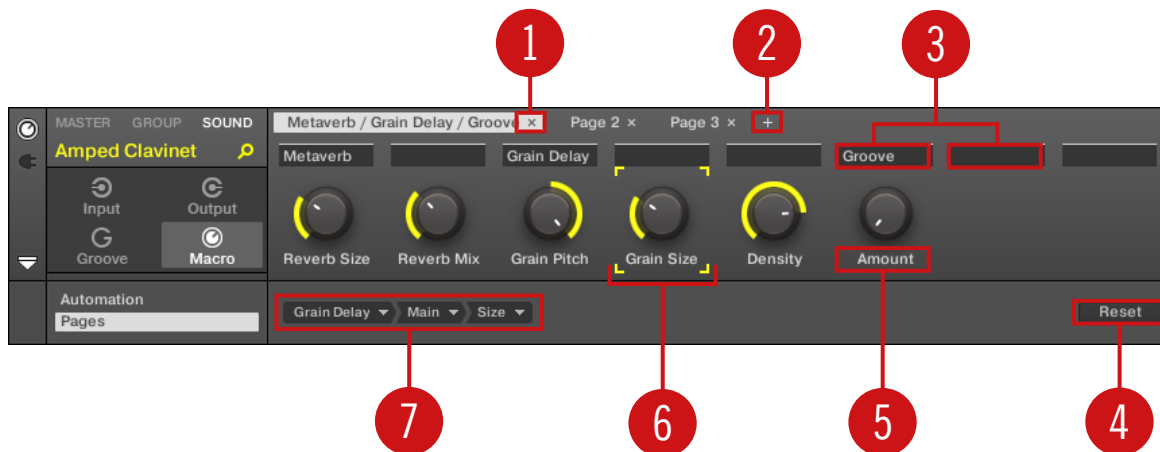 1 2 3
MASTER GROUP SOUND Metaverb / Grain Delay / Groove × Page 2 × Page 3 × +
Amped Clavinet Metaverb Grain Delay Groove
Input Output
Groove Macro Reverb Size Reverb Mix Grain Pitch Grain Size Density Amount
Automation
Pages
Grain Delay Main Size Reset
7 6 5 4